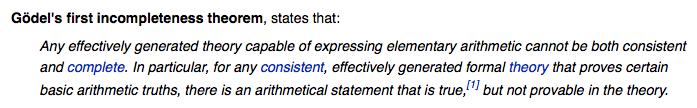 Gödel's first incompleteness theorem, states that:
Any effectively generated theory capable of expressing elementary arithmetic cannot be both consistent
and complete. In particular, for any consistent, effectively generated formal theory that proves certain
basic arithmetic truths, there is an arithmetical statement that is true,[1] but not provable in the theory.